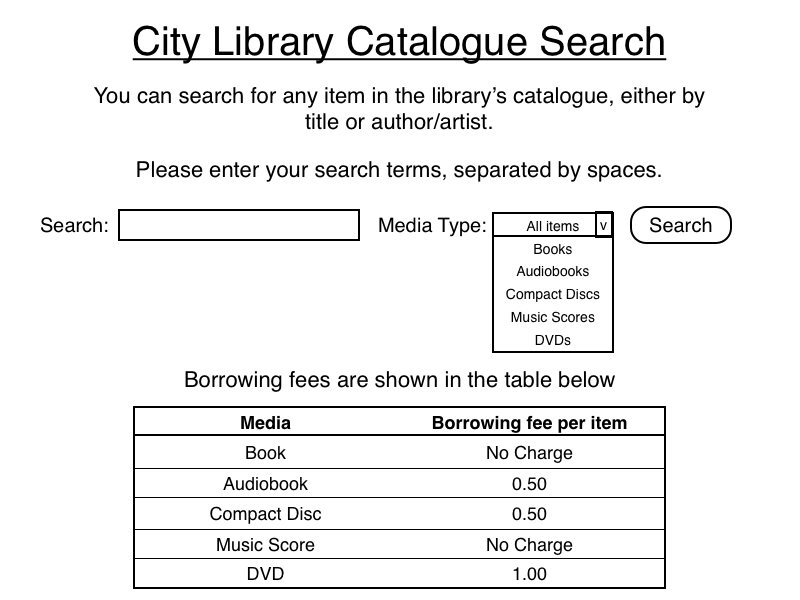 City Library Catalogue Search
You can search for any item in the library's catalogue, either by
title or author/artist.
Please enter your search terms, separated by spaces.
Search: Media Type: All items v Search
Books
Audiobooks
Compact Discs
Music Scores
DVDs
Borrowing fees are shown in the table below
Media Borrowing fee per item
Book No Charge
Audiobook 0.50
Compact Disc 0.50
Music Score No Charge
DVD 1.00